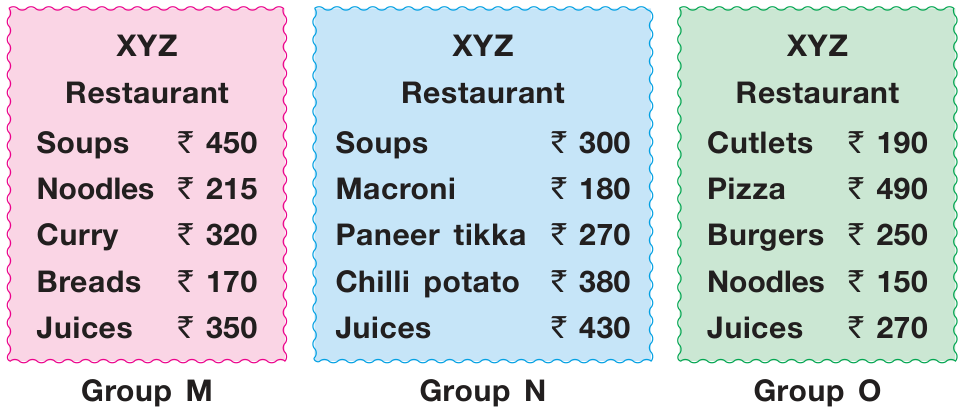 XYZ
Restaurant
Soups ₹ 450
Noodles ₹ 215
Curry ₹ 320
Breads ₹ 170
Juices ₹ 350
Group M
XYZ
Restaurant
Soups ₹ 300
Macroni ₹ 180
Paneer tikka ₹ 270
Chilli potato ₹ 380
Juices ₹ 430
Group N
XYZ
Restaurant
Cutlets ₹ 190
Pizza ₹ 490
Burgers ₹ 250
Noodles ₹ 150
Juices ₹ 270
Group O